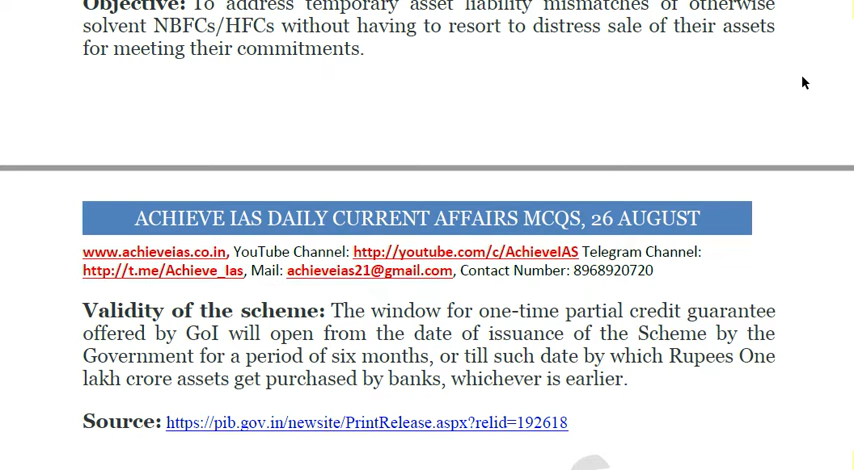 Objective: To address temporary asset liability mismatches of otherwise
solvent NBFCs/HFCs without having to resort to distress sale of their assets
for meeting their commitments.
ACHIEVE IAS DAILY CURRENT AFFAIRS MCQS, 26 AUGUST
www.achieveias.co.in, YouTube Channel: http://youtube.com/c/AchieveIAS Telegram Channel:
http://t.me/Achieve_Ias, Mail: achieveias21@gmail.com, Contact Number: 8968920720
Validity of the scheme: The window for one-time partial credit guarantee
offered by GoI will open from the date of issuance of the Scheme by the
Government for a period of six months, or till such date by which Rupees One
lakh crore assets get purchased by banks, whichever is earlier.
Source: https://pib.gov.in/newsite/PrintRelease.aspx?relid=192618